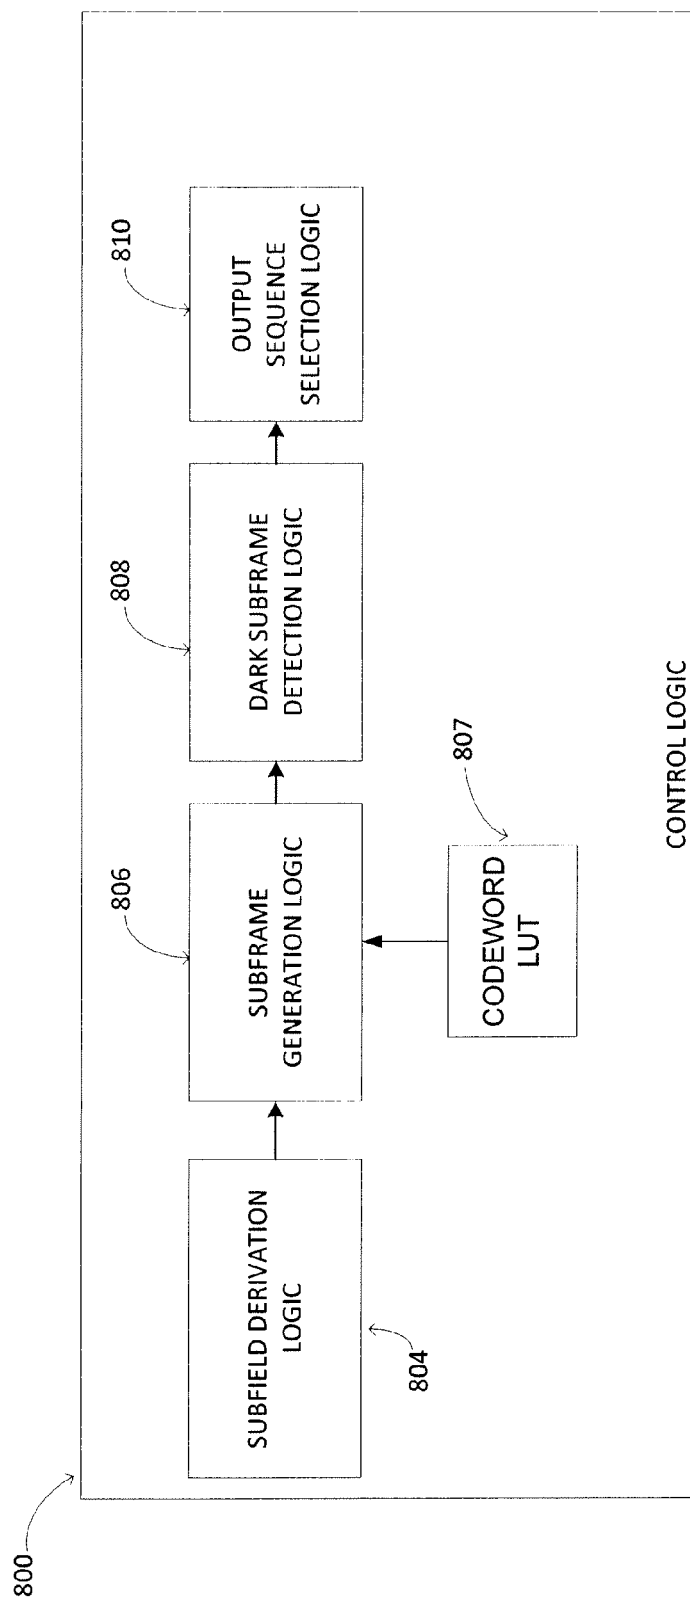 800
SUBFIELD DERIVATION
LOGIC
804
806
SUBFRAME
GENERATION LOGIC
CODEWORD
LUT
807
808
DARK SUBFRAME
DETECTION LOGIC
810
OUTPUT
SEQUENCE
SELECTION LOGIC
CONTROL LOGIC